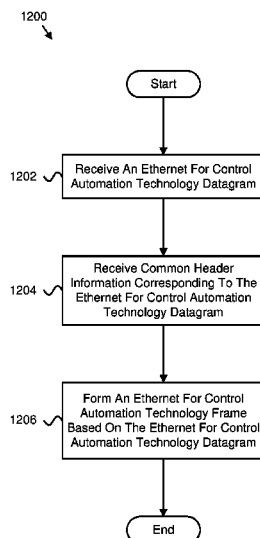 1200
Start
1202
Receive An Ethernet For Control
Automation Technology Datagram
1204
Receive Common Header
Information Corresponding To The
Ethernet For Control Automation
Technology Datagram
1206
Form An Ethernet For Control
Automation Technology Frame
Based On The Ethernet For Control
Automation Technology Datagram
End